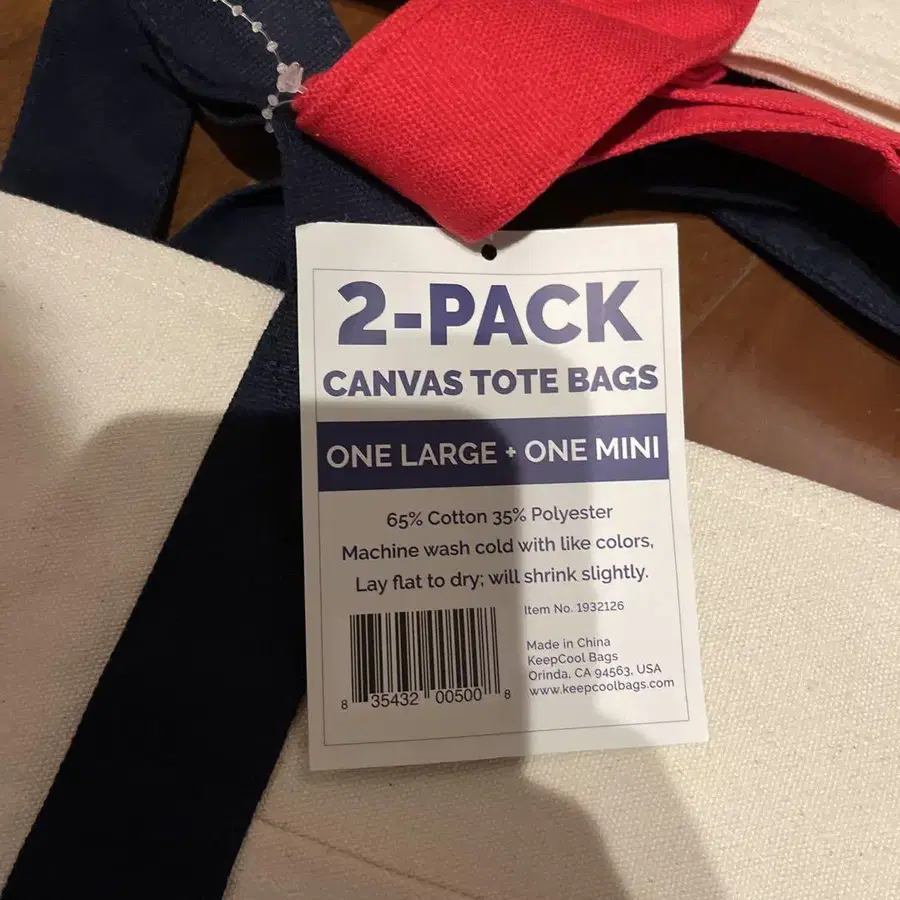 2-PACK
CANVAS TOTE BAGS
ONE LARGE + ONE MINI
65% Cotton 35% Polyester
Machine wash cold with like colors,
Lay flat to dry; will shrink slightly.
Item No. 1932126
Made in China
KeepCool Bags
Orinda, CA 94563, USA
www.keepcoolbags.com
8 35432 00500 8